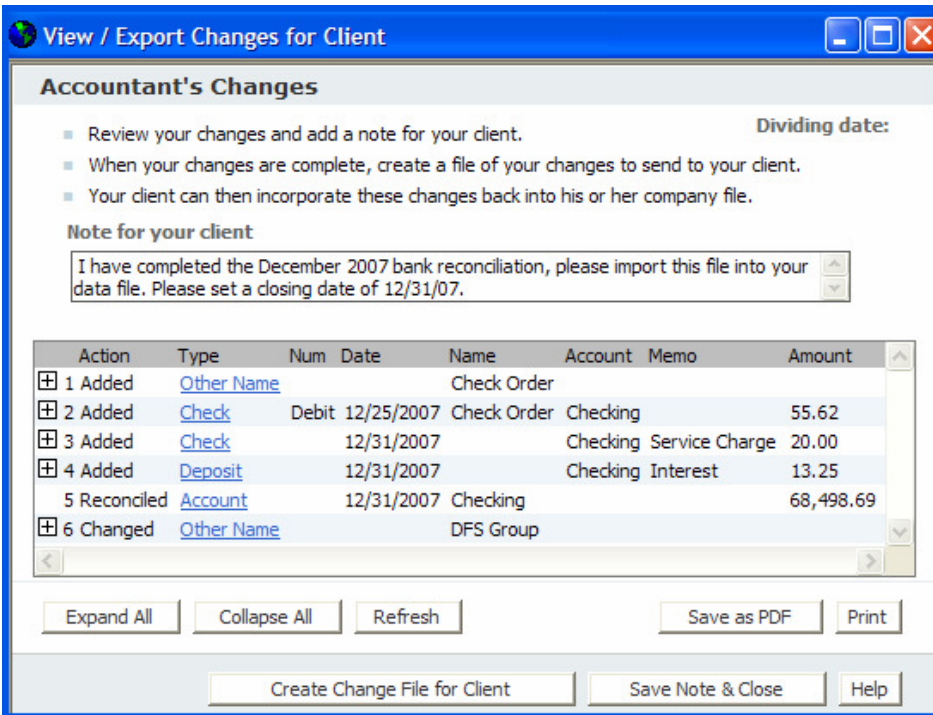 View / Export Changes for Client
Accountant's Changes
Dividing date:
Review your changes and add a note for your client.
When your changes are complete, create a file of your changes to send to your client.
Your client can then incorporate these changes back into his or her company file.
Note for your client
I have completed the December 2007 bank reconciliation, please import this file into your
data file. Please set a closing date of 12/31/07.
Action Type Num Date Name Account Memo Amount
1 Added Other Name Check Order
2 Added Check Debit 12/25/2007 Check Order Checking 55.62
3 Added Check 12/31/2007 Checking Service Charge 20.00
4 Added Deposit 12/31/2007 Checking Interest 13.25
5 Reconciled Account 12/31/2007 Checking 68,498.69
6 Changed Other Name DFS Group
Expand All Collapse All Refresh Save as PDF Print
Create Change File for Client Save Note & Close Help